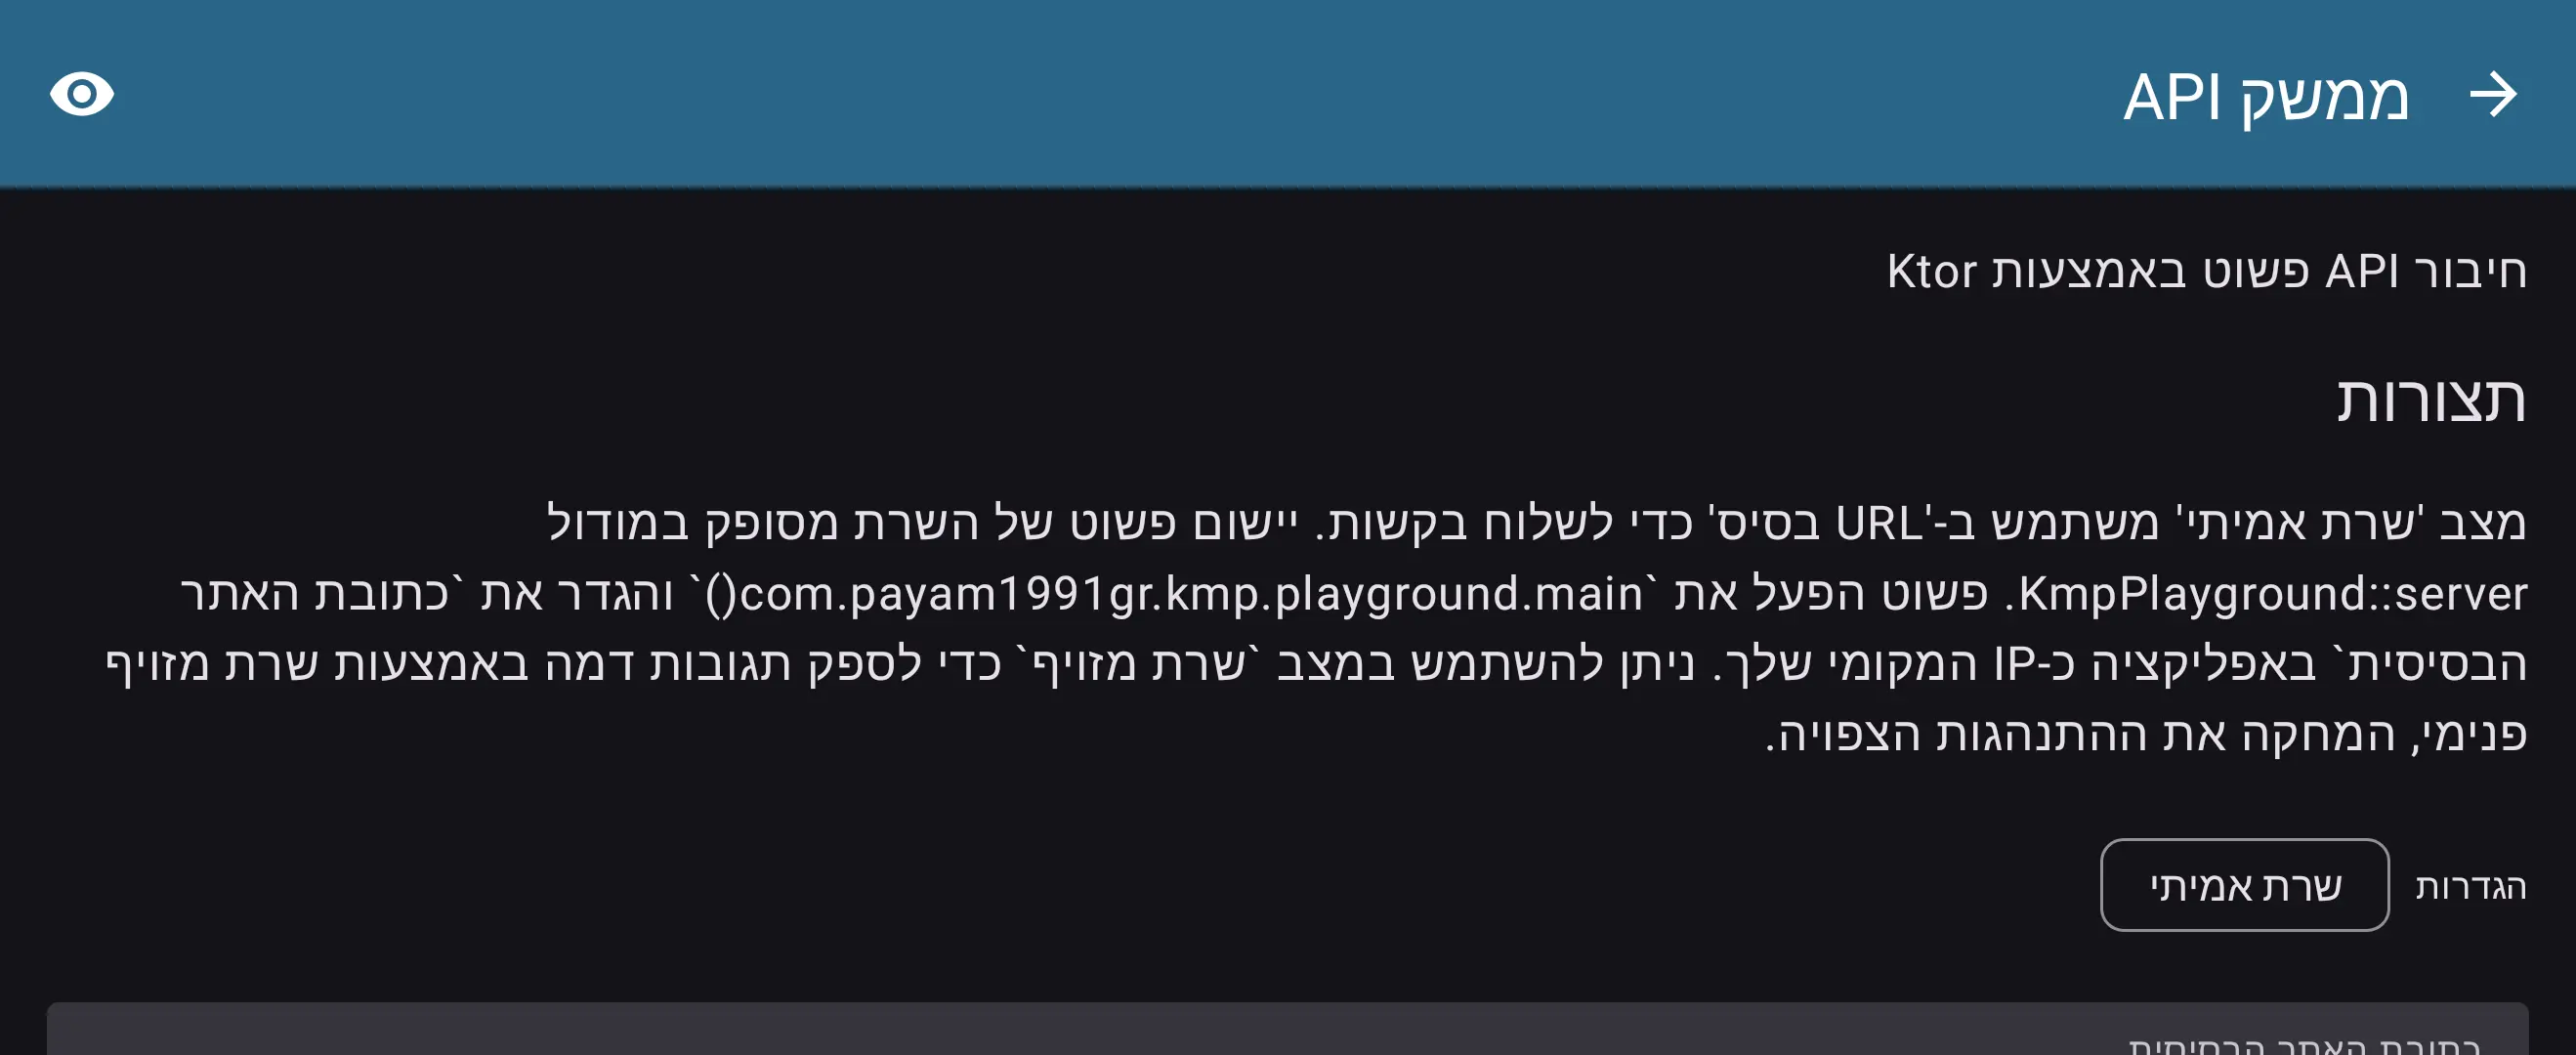 ממשק API
חיבור API פשוט באמצעות Ktor
תצורות
מצב 'שרת אמיתי' משתמש ב-'URL בסיס' כדי לשלוח בקשות. יישום פשוט של השרת מסופק במודול
KmpPlayground::server. פשוט הפעל את `com.payam1991gr.kmp.playground.main()` והגדר את `כתובת האתר
הבסיסית` באפליקציה כ-IP המקומי שלך. ניתן להשתמש במצב `שרת מזויף` כדי לספק תגובות דמה באמצעות שרת מזויף
פנימי, המחקה את ההתנהגות הצפויה.
הגדרות
שרת אמיתי
כתובת האתר הבסיסית